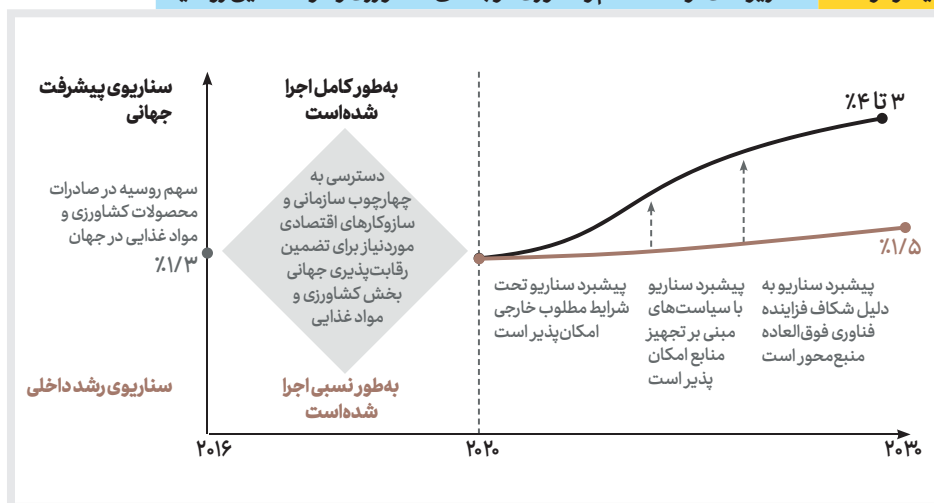 سناریوی پیشرفت
جهانی
به‌طور کامل اجرا
شده‌است
۳ تا ۴٪
دسترسی به
چهارچوب سازمانی و
سازوکارهای اقتصادی
موردنیاز برای تضمین
رقابت‌پذیری جهانی
بخش کشاورزی و
مواد غذایی
سهم روسیه در صادرات
محصولات کشاورزی و
مواد غذایی در جهان
٪۱/۳
٪۱/۵
پیشبرد سناریو تحت
شرایط مطلوب خارجی
امکان‌پذیر است
پیشبرد سناریو
با سیاست‌های
مبنی بر تجهیز
منابع امکان
پذیر است
پیشبرد سناریو به
دلیل شکاف فزاینده
فناوری فوق‌العاده
منبع‌محور است
سناریوی رشد داخلی
به‌طور نسبی اجرا
شده‌است
۲۰۱۶
۲۰۲۰
۲۰۳۰